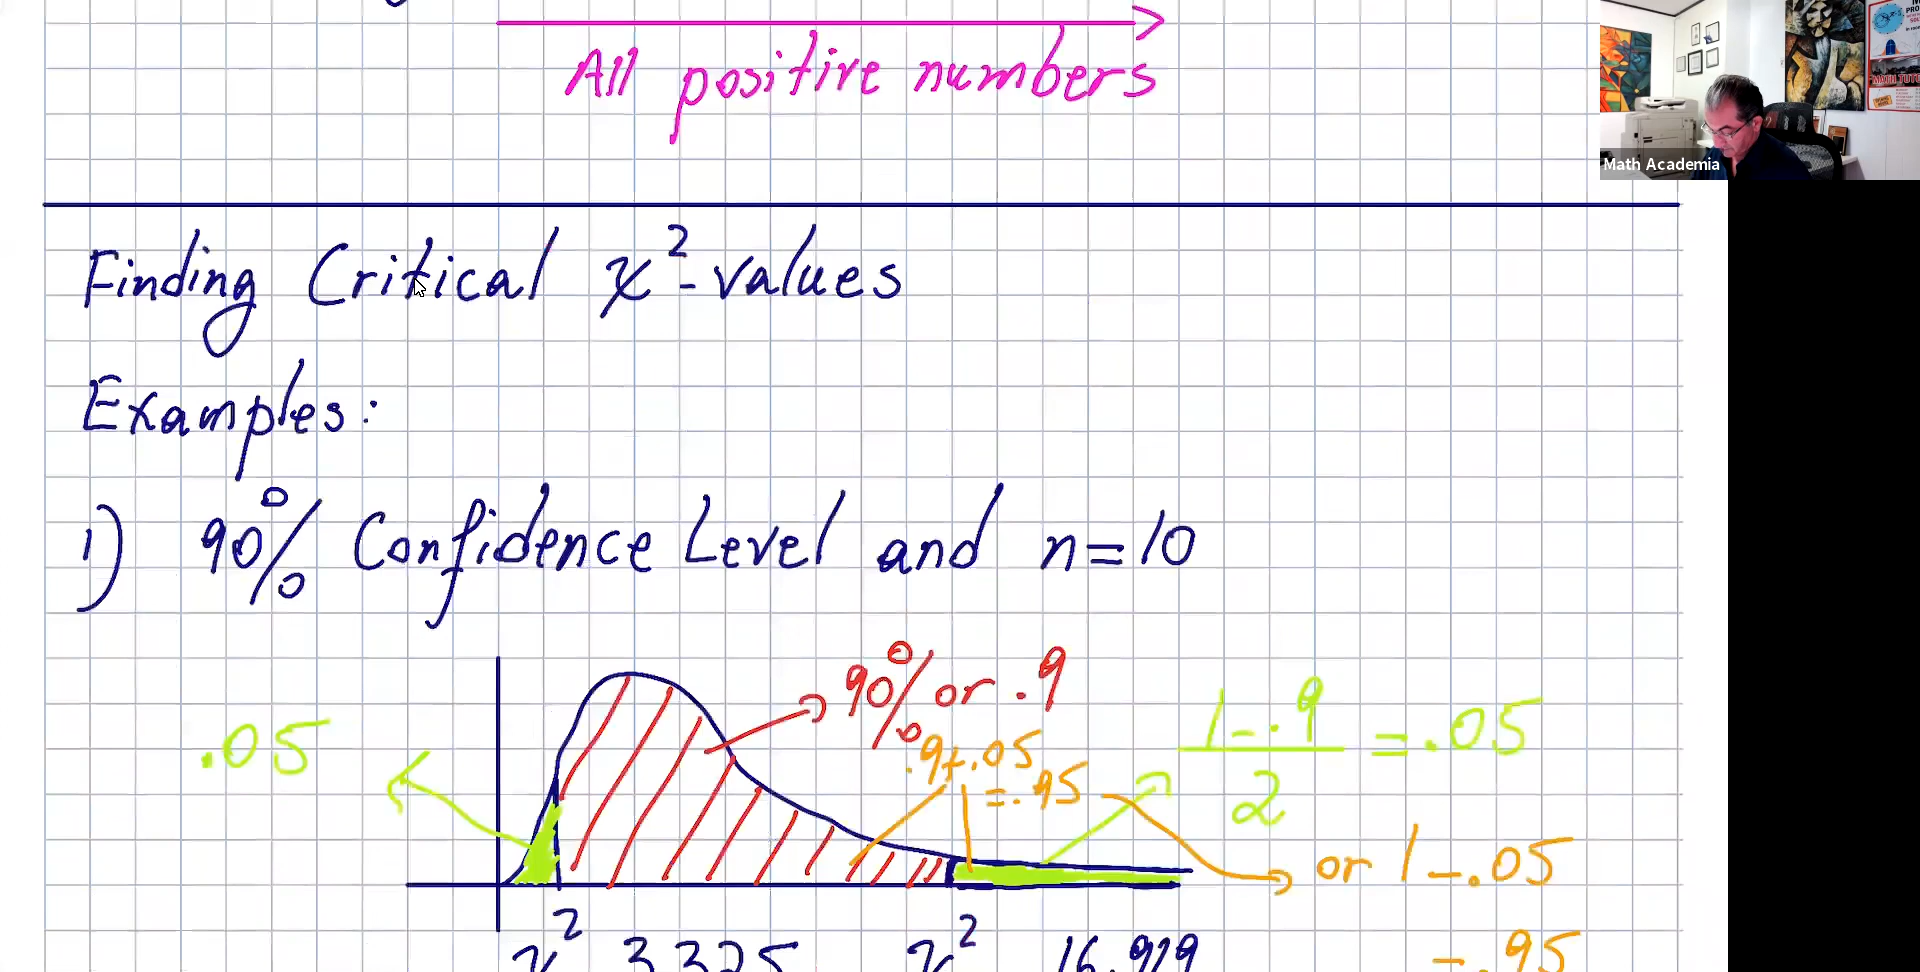 All positive numbers
Math Academia
Finding Critical χ²-values
Examples:
1) 90% Confidence Level and n=10
90% or .9
.05
1-.9
2
=.05
.9+.05
=.95
or 1-.05
=.95
χ² 3.325
χ² 16.919